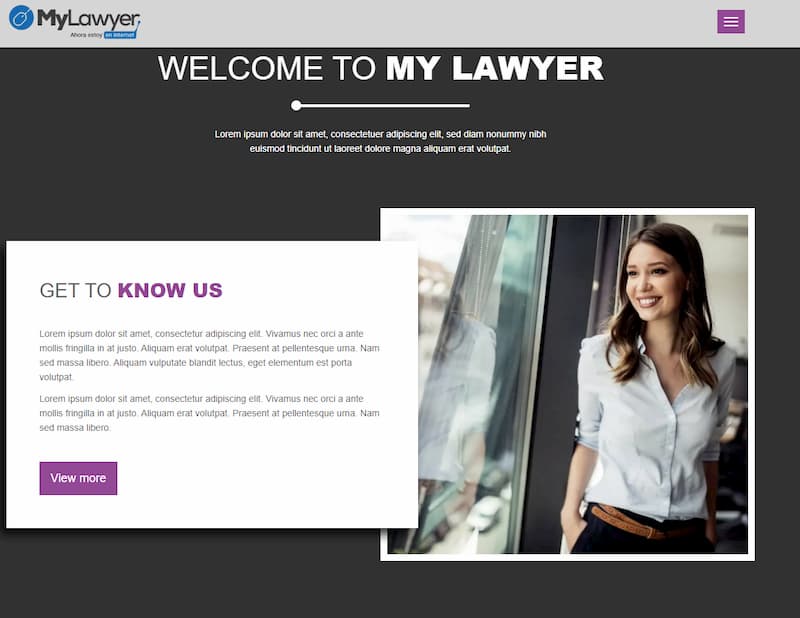 MyLawyer
Ahora estoy en internet
WELCOME TO MY LAWYER
Lorem ipsum dolor sit amet, consectetuer adipiscing elit, sed diam nonummy nibh
euismod tincidunt ut laoreet dolore magna aliquam erat volutpat.
GET TO KNOW US
Lorem ipsum dolor sit amet, consectetur adipiscing elit. Vivamus nec orci a ante
mollis fringilla in at justo. Aliquam erat volutpat. Praesent at pellentesque urna. Nam
sed massa libero. Aliquam vulputate blandit lectus, eget elementum est porta
volutpat.
Lorem ipsum dolor sit amet, consectetur adipiscing elit. Vivamus nec orci a ante
mollis fringilla in at justo. Aliquam erat volutpat. Praesent at pellentesque urna. Nam
sed massa libero.
View more